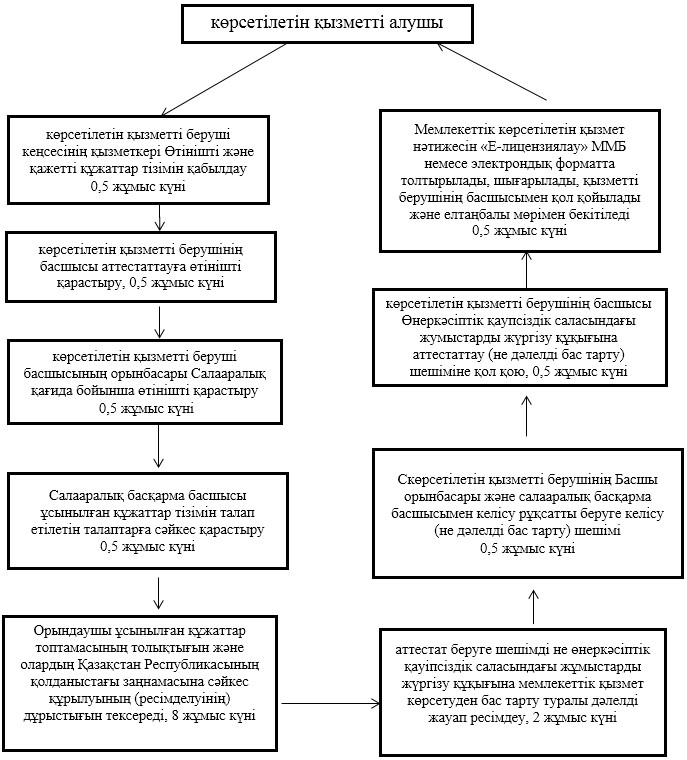 көрсетілетін қызметті алушы
көрсетілетін қызметті беруші
кеңсесінің қызметкері Өтінішті және
қажетті құжаттар тізімін қабылдау
0,5 жұмыс күні
көрсетілетін қызметті берушінің
басшысы аттестаттауға өтінішті
қарастыру, 0,5 жұмыс күні
көрсетілетін қызметті беруші
басшысының орынбасары Салааралық
қағида бойынша өтінішті қарастыру
0,5 жұмыс күні
Салааралық басқарма басшысы
ұсынылған құжаттар тізімін талап
етілетін талаптарға сәйкес қарастыру
0,5 жұмыс күні
Орындаушы ұсынылған құжаттар
топтамасының толықтығын және
олардың Қазақстан Республикасының
қолданыстағы заңнамасына сәйкес
құрылуының (ресімделуінің)
дұрыстығын тексереді, 8 жұмыс күні
аттестат беруге шешімді не өнеркәсіптік
қауіпсіздік саласындағы жұмыстарды
жүргізу құқығына мемлекеттік қызмет
көрсетуден бас тарту туралы дәлелді
жауап ресімдеу, 2 жұмыс күні
Скөрсетілетін қызметті берушінің Басшы
орынбасары және салааралық басқарма
басшысымен келісу рұқсатты беруге келісу
(не дәлелді бас тарту) шешімі
0,5 жұмыс күні
көрсетілетін қызметті берушінің басшысы
Өнеркәсіптік қаупсіздік саласындағы
жумыстарды жүргізу құқығына
аттестаттау (не дәлелді бас тарту)
шешіміне қол қою, 0,5 жұмыс күні
Мемлекеттік көрсетілетін қызмет
нәтижесін «Е-лицензиялау» ММБ
немесе электрондық форматта
толтырылады, шығарылады, қызметті
берушінің басшысымен қол қойылады
және елтаңбалы мөрімен бекітіледі
0,5 жұмыс күні